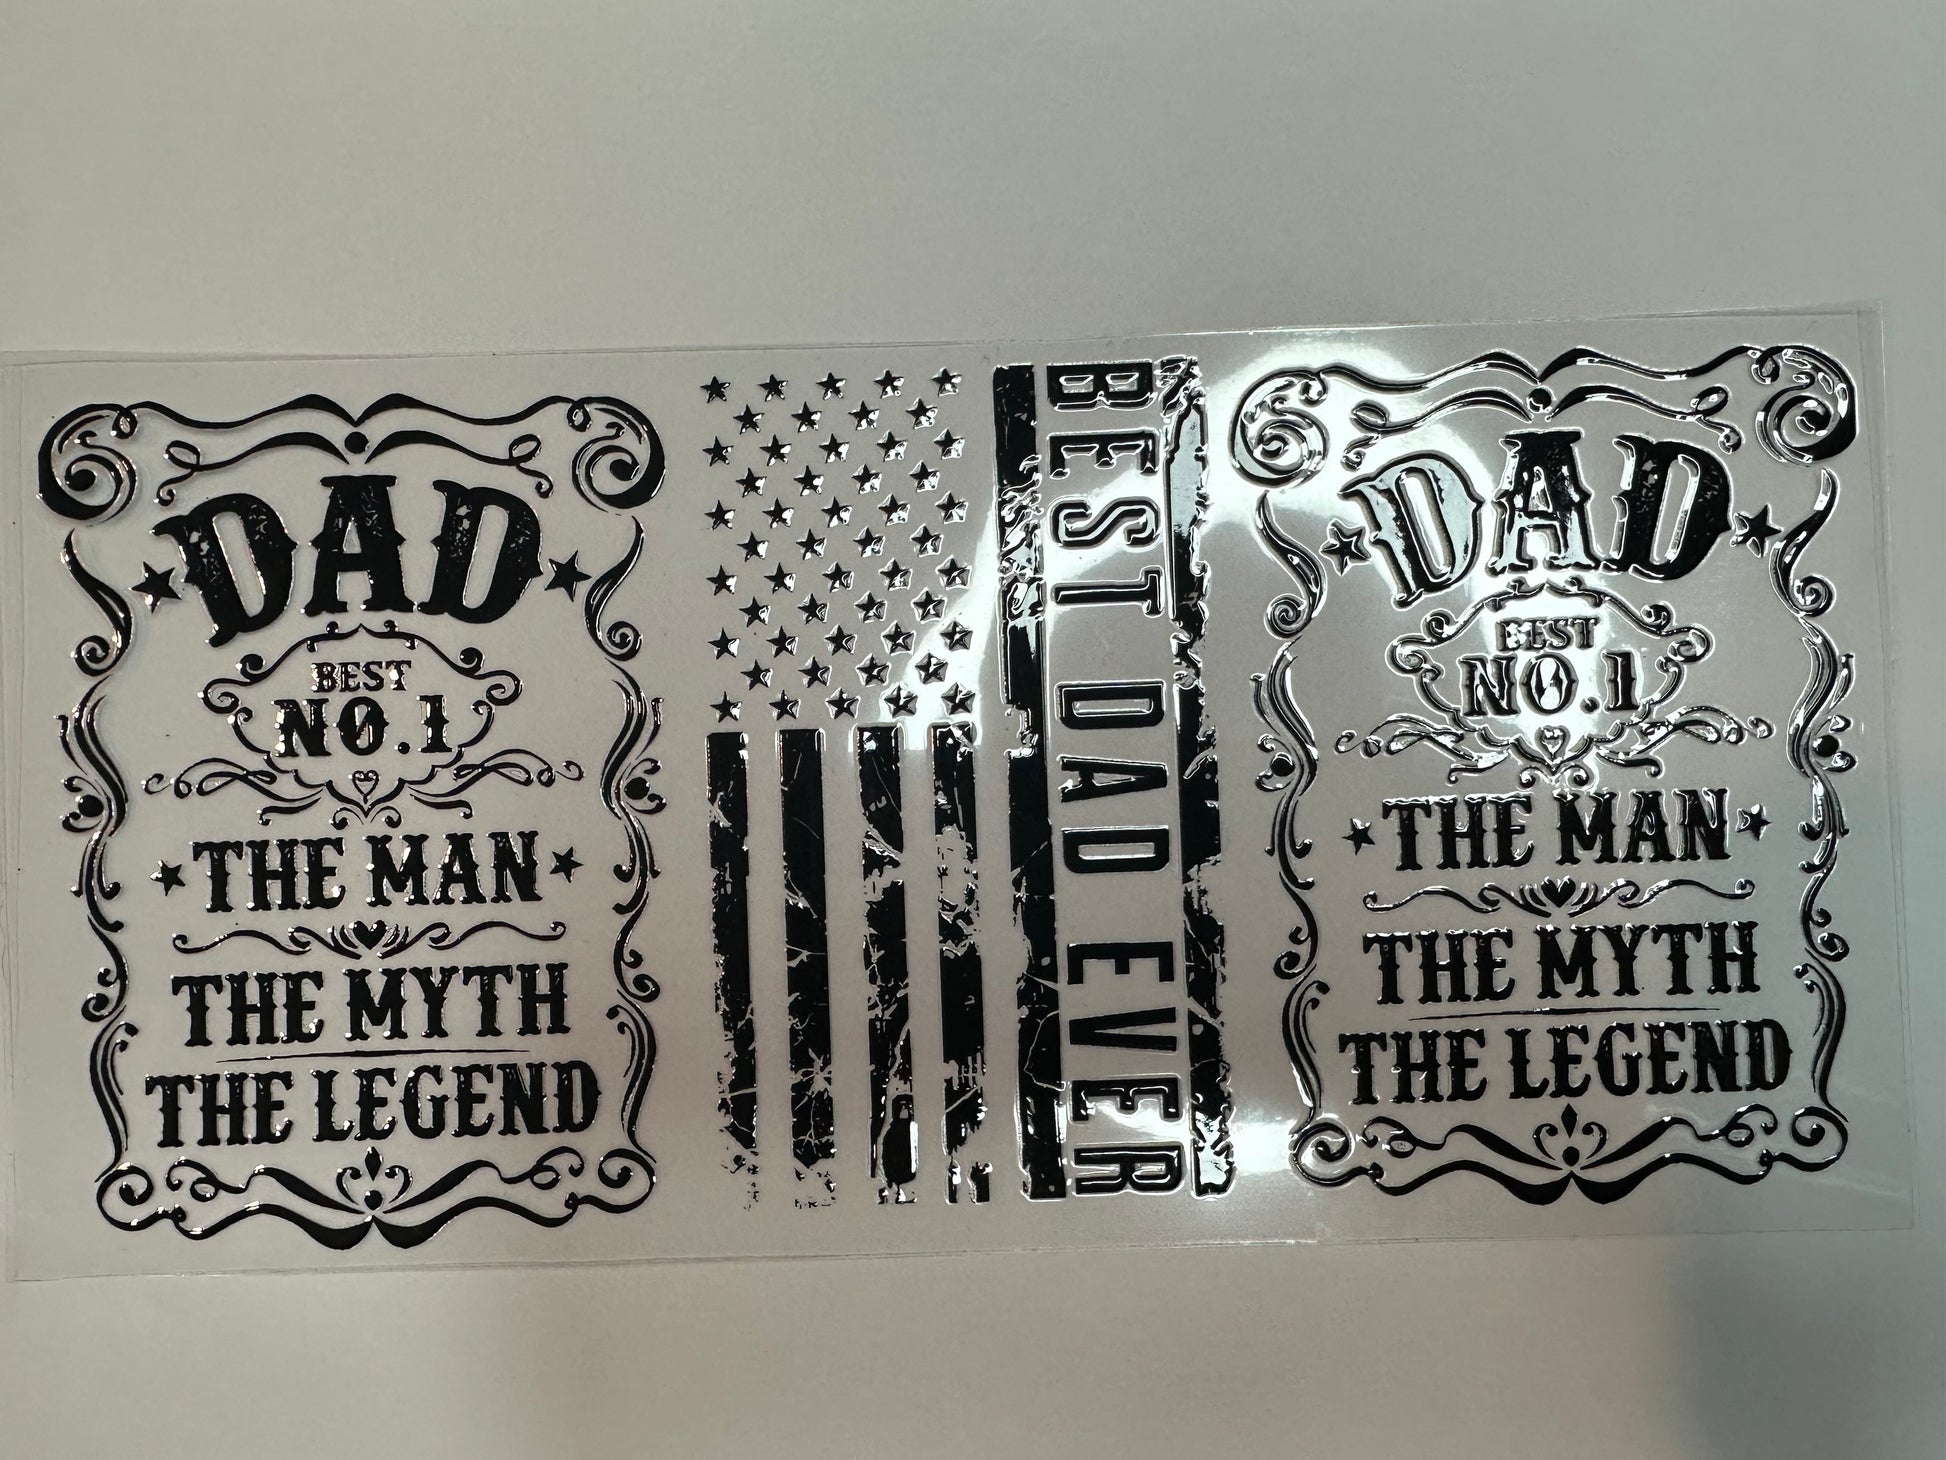 DAD
BEST
NO.1
THE MAN
THE MYTH
THE LEGEND
BEST DAD EVER
DAD
BEST
NO.1
THE MAN
THE MYTH
THE LEGEND